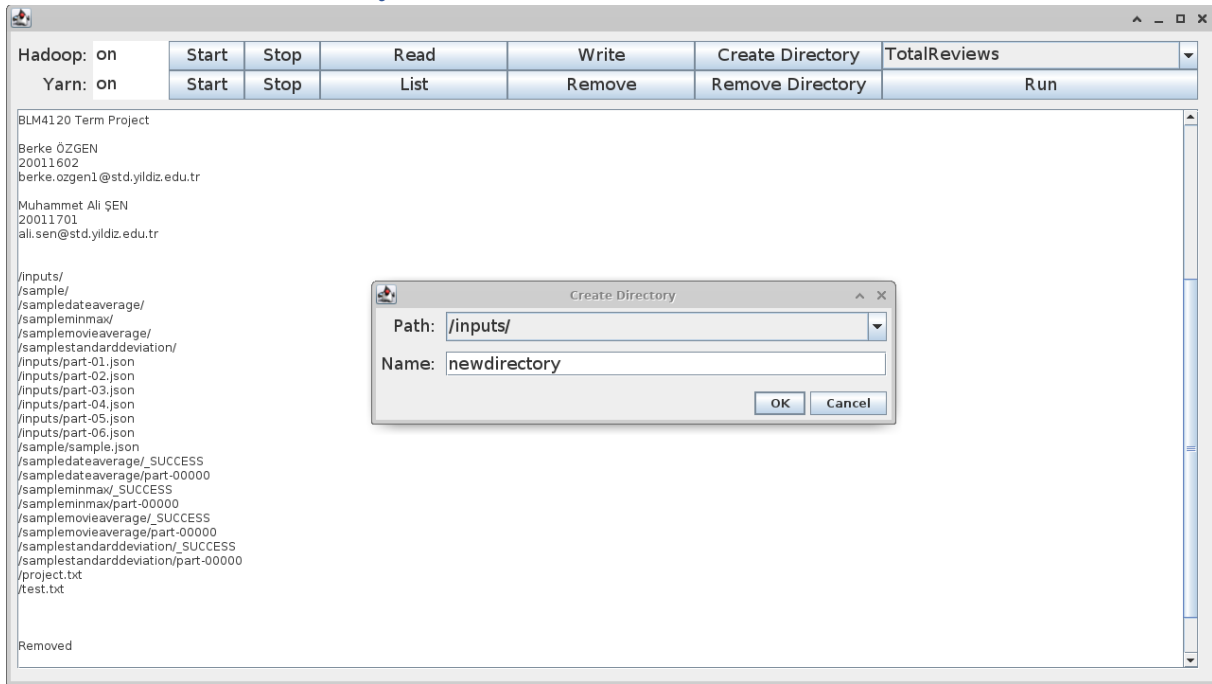 Hadoop: on Start Stop Read Write Create Directory TotalReviews
Yarn: on Start Stop List Remove Remove Directory Run
BLM4120 Term Project
Berke ÖZGEN
20011602
berke.ozgen1@std.yildiz.edu.tr
Muhammet Ali ŞEN
20011701
ali.sen@std.yildiz.edu.tr
/inputs/
/sample/
/sampledateaverage/
/sampleminmax/
/samplemovieaverage/
/samplestandarddeviation/
/inputs/part-01.json
/inputs/part-02.json
/inputs/part-03.json
/inputs/part-04.json
/inputs/part-05.json
/inputs/part-06.json
/sample/sample.json
/sampledateaverage/_SUCCESS
/sampledateaverage/part-00000
/sampleminmax/_SUCCESS
/sampleminmax/part-00000
/samplemovieaverage/_SUCCESS
/samplemovieaverage/part-00000
/samplestandarddeviation/_SUCCESS
/samplestandarddeviation/part-00000
/project.txt
/test.txt
Removed
Create Directory
Path: /inputs/
Name: newdirectory
OK Cancel